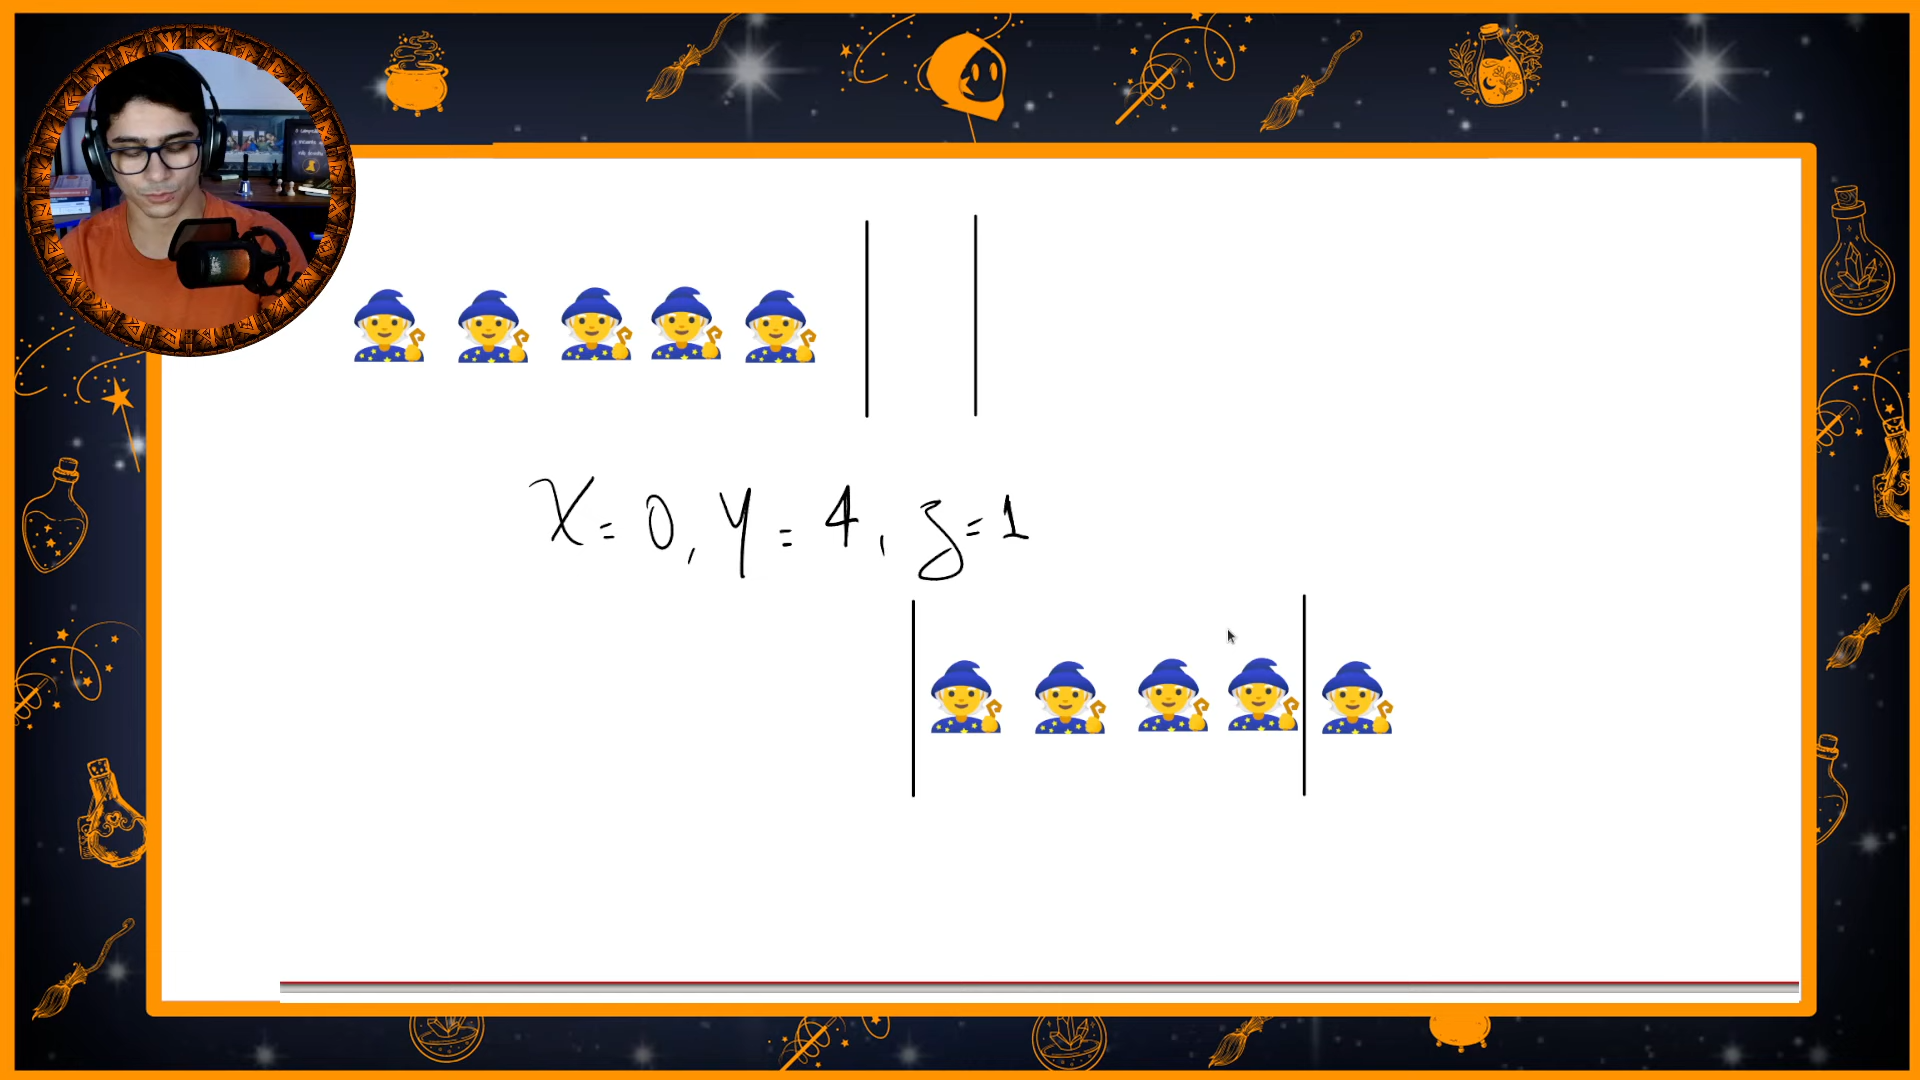 X = 0, y = 4, z = 1